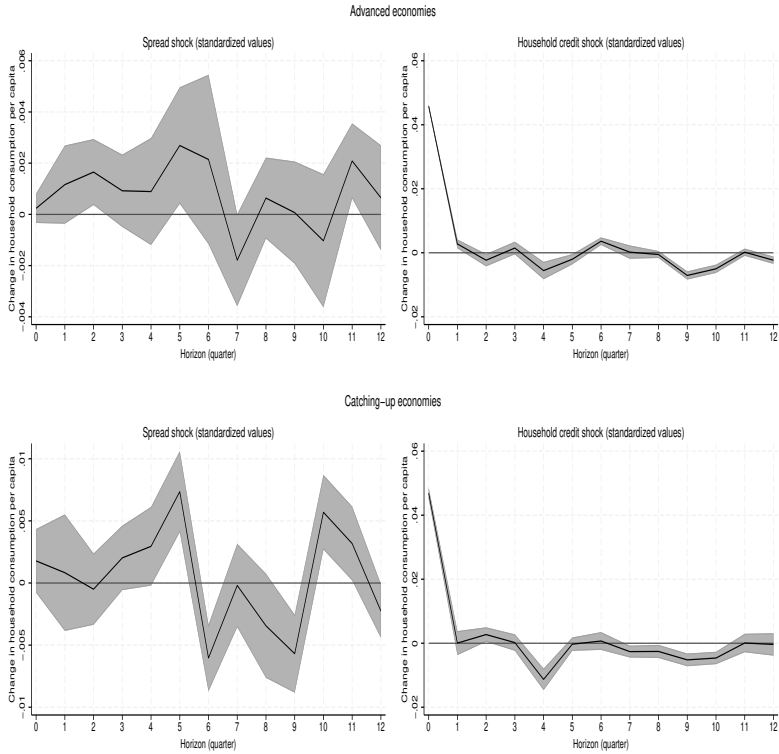 Advanced economies
Spread shock (standardized values)
Change in household consumption per capita
−.004 −.002 0 .002 .004 .006
0 1 2 3 4 5 6 7 8 9 10 11 12
Horizon (quarter)
Household credit shock (standardized values)
Change in household consumption per capita
−.02 0 .02 .04 .06
0 1 2 3 4 5 6 7 8 9 10 11 12
Horizon (quarter)
Catching−up economies
Spread shock (standardized values)
Change in household consumption per capita
−.01 −.005 0 .005 .01
0 1 2 3 4 5 6 7 8 9 10 11 12
Horizon (quarter)
Household credit shock (standardized values)
Change in household consumption per capita
−.02 0 .02 .04 .06
0 1 2 3 4 5 6 7 8 9 10 11 12
Horizon (quarter)